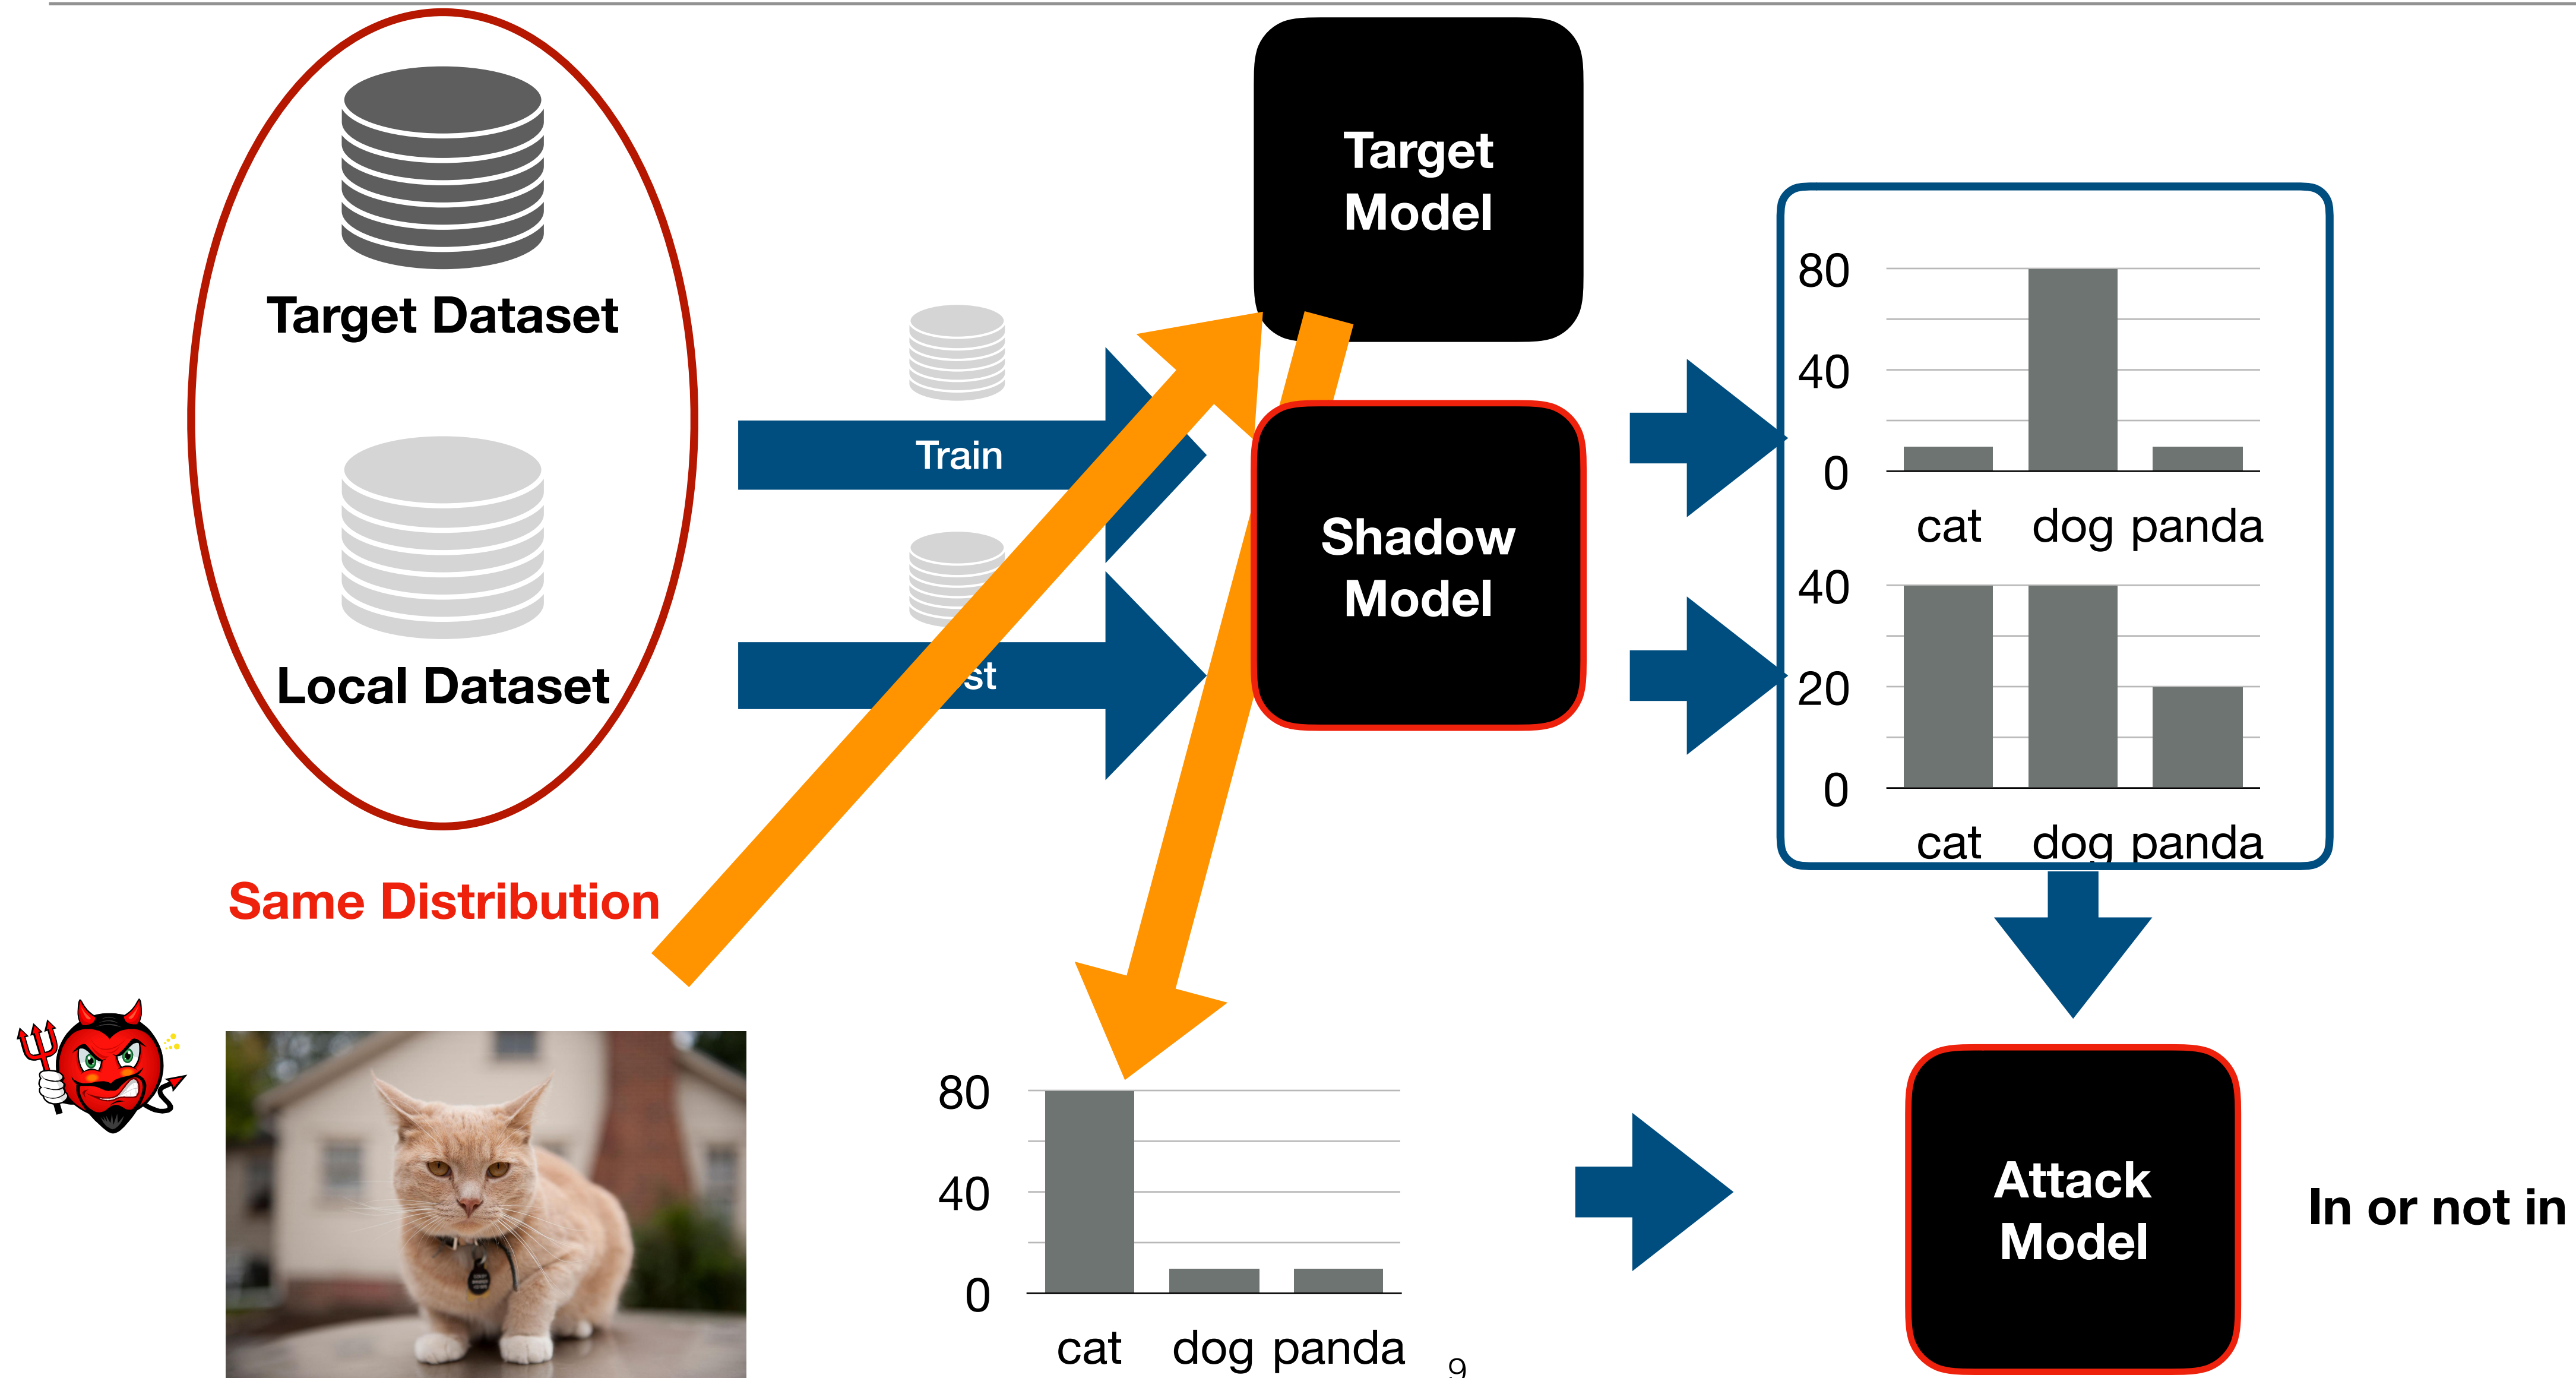 Target Dataset
Local Dataset
Same Distribution
Train
st
Target
Model
Shadow
Model
80
40
0
cat dog panda
40
20
0
cat dog panda
80
40
0
cat dog panda
Attack
Model
In or not in
9